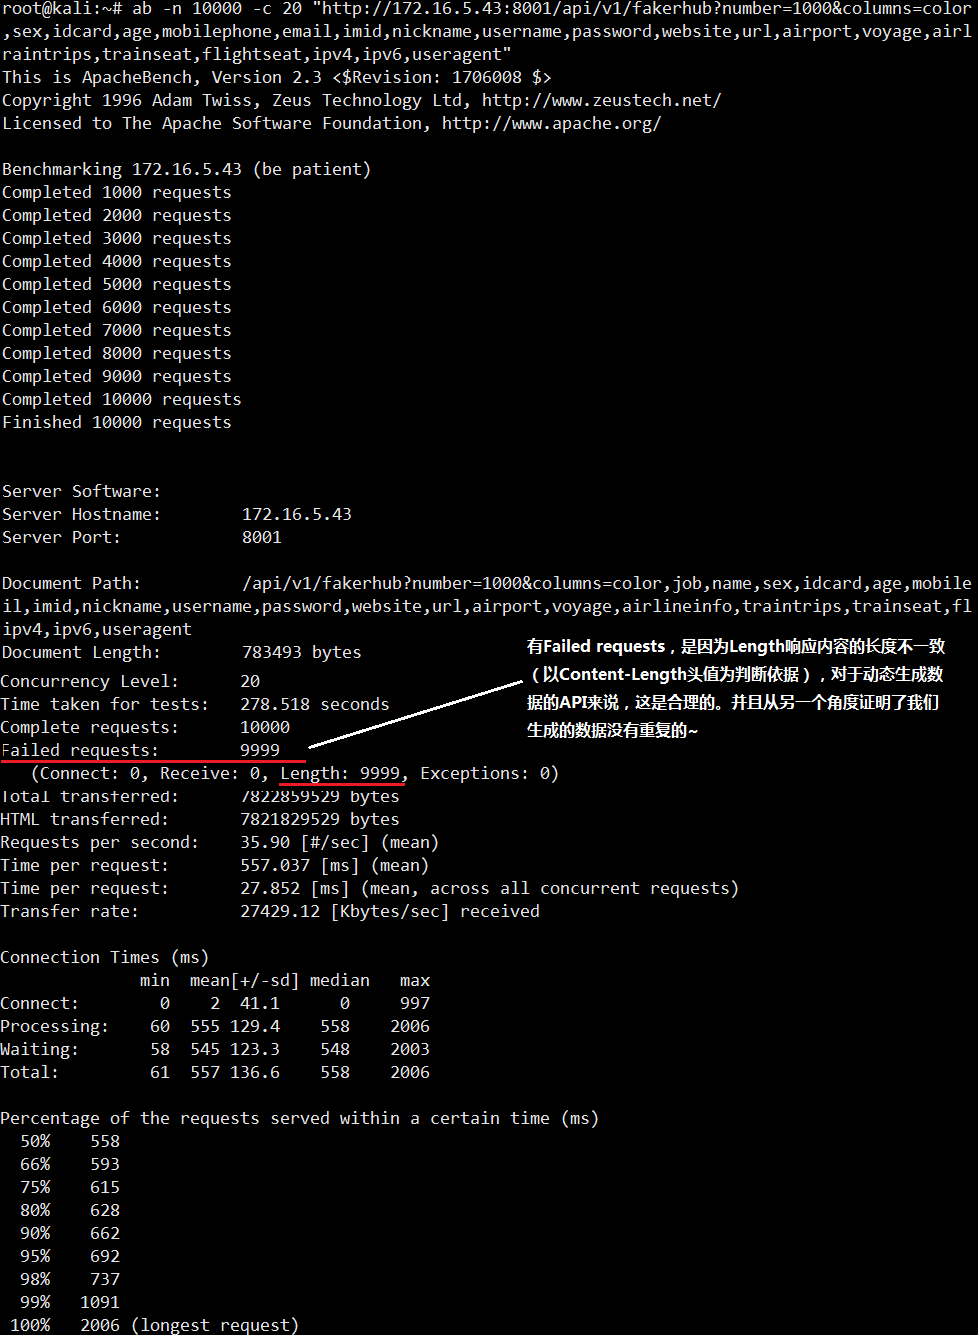 root@kali:~# ab -n 10000 -c 20 "http://172.16.5.43:8001/api/v1/fakerhub?number=1000&columns=color
,sex,idcard,age,mobilephone,email,imid,nickname,username,password,website,url,airport,voyage,airl
raintrips,trainseat,flightseat,ipv4,ipv6,useragent"
This is ApacheBench, Version 2.3 <$Revision: 1706008 $>
Copyright 1996 Adam Twiss, Zeus Technology Ltd, http://www.zeustech.net/
Licensed to The Apache Software Foundation, http://www.apache.org/
Benchmarking 172.16.5.43 (be patient)
Completed 1000 requests
Completed 2000 requests
Completed 3000 requests
Completed 4000 requests
Completed 5000 requests
Completed 6000 requests
Completed 7000 requests
Completed 8000 requests
Completed 9000 requests
Completed 10000 requests
Finished 10000 requests
Server Software:
Server Hostname: 172.16.5.43
Server Port: 8001
Document Path: /api/v1/fakerhub?number=1000&columns=color,job,name,sex,idcard,age,mobile
il,imid,nickname,username,password,website,url,airport,voyage,airlineinfo,traintrips,trainseat,fl
ipv4,ipv6,useragent
Document Length: 783493 bytes
Concurrency Level: 20
Time taken for tests: 278.518 seconds
Complete requests: 10000
Failed requests: 9999
(Connect: 0, Receive: 0, Length: 9999, Exceptions: 0)
Total transferred: 7822859529 bytes
HTML transferred: 7821829529 bytes
Requests per second: 35.90 [#/sec] (mean)
Time per request: 557.037 [ms] (mean)
Time per request: 27.852 [ms] (mean, across all concurrent requests)
Transfer rate: 27429.12 [Kbytes/sec] received
有Failed requests，是因为Length响应内容的长度不一致
（以Content-Length头值为判断依据），对于动态生成数
据的API来说，这是合理的。并且从另一个角度证明了我们
生成的数据没有重复的~
Connection Times (ms)
min mean[+/-sd] median max
Connect: 0 2 41.1 0 997
Processing: 60 555 129.4 558 2006
Waiting: 58 545 123.3 548 2003
Total: 61 557 136.6 558 2006
Percentage of the requests served within a certain time (ms)
50% 558
66% 593
75% 615
80% 628
90% 662
95% 692
98% 737
99% 1091
100% 2006 (longest request)